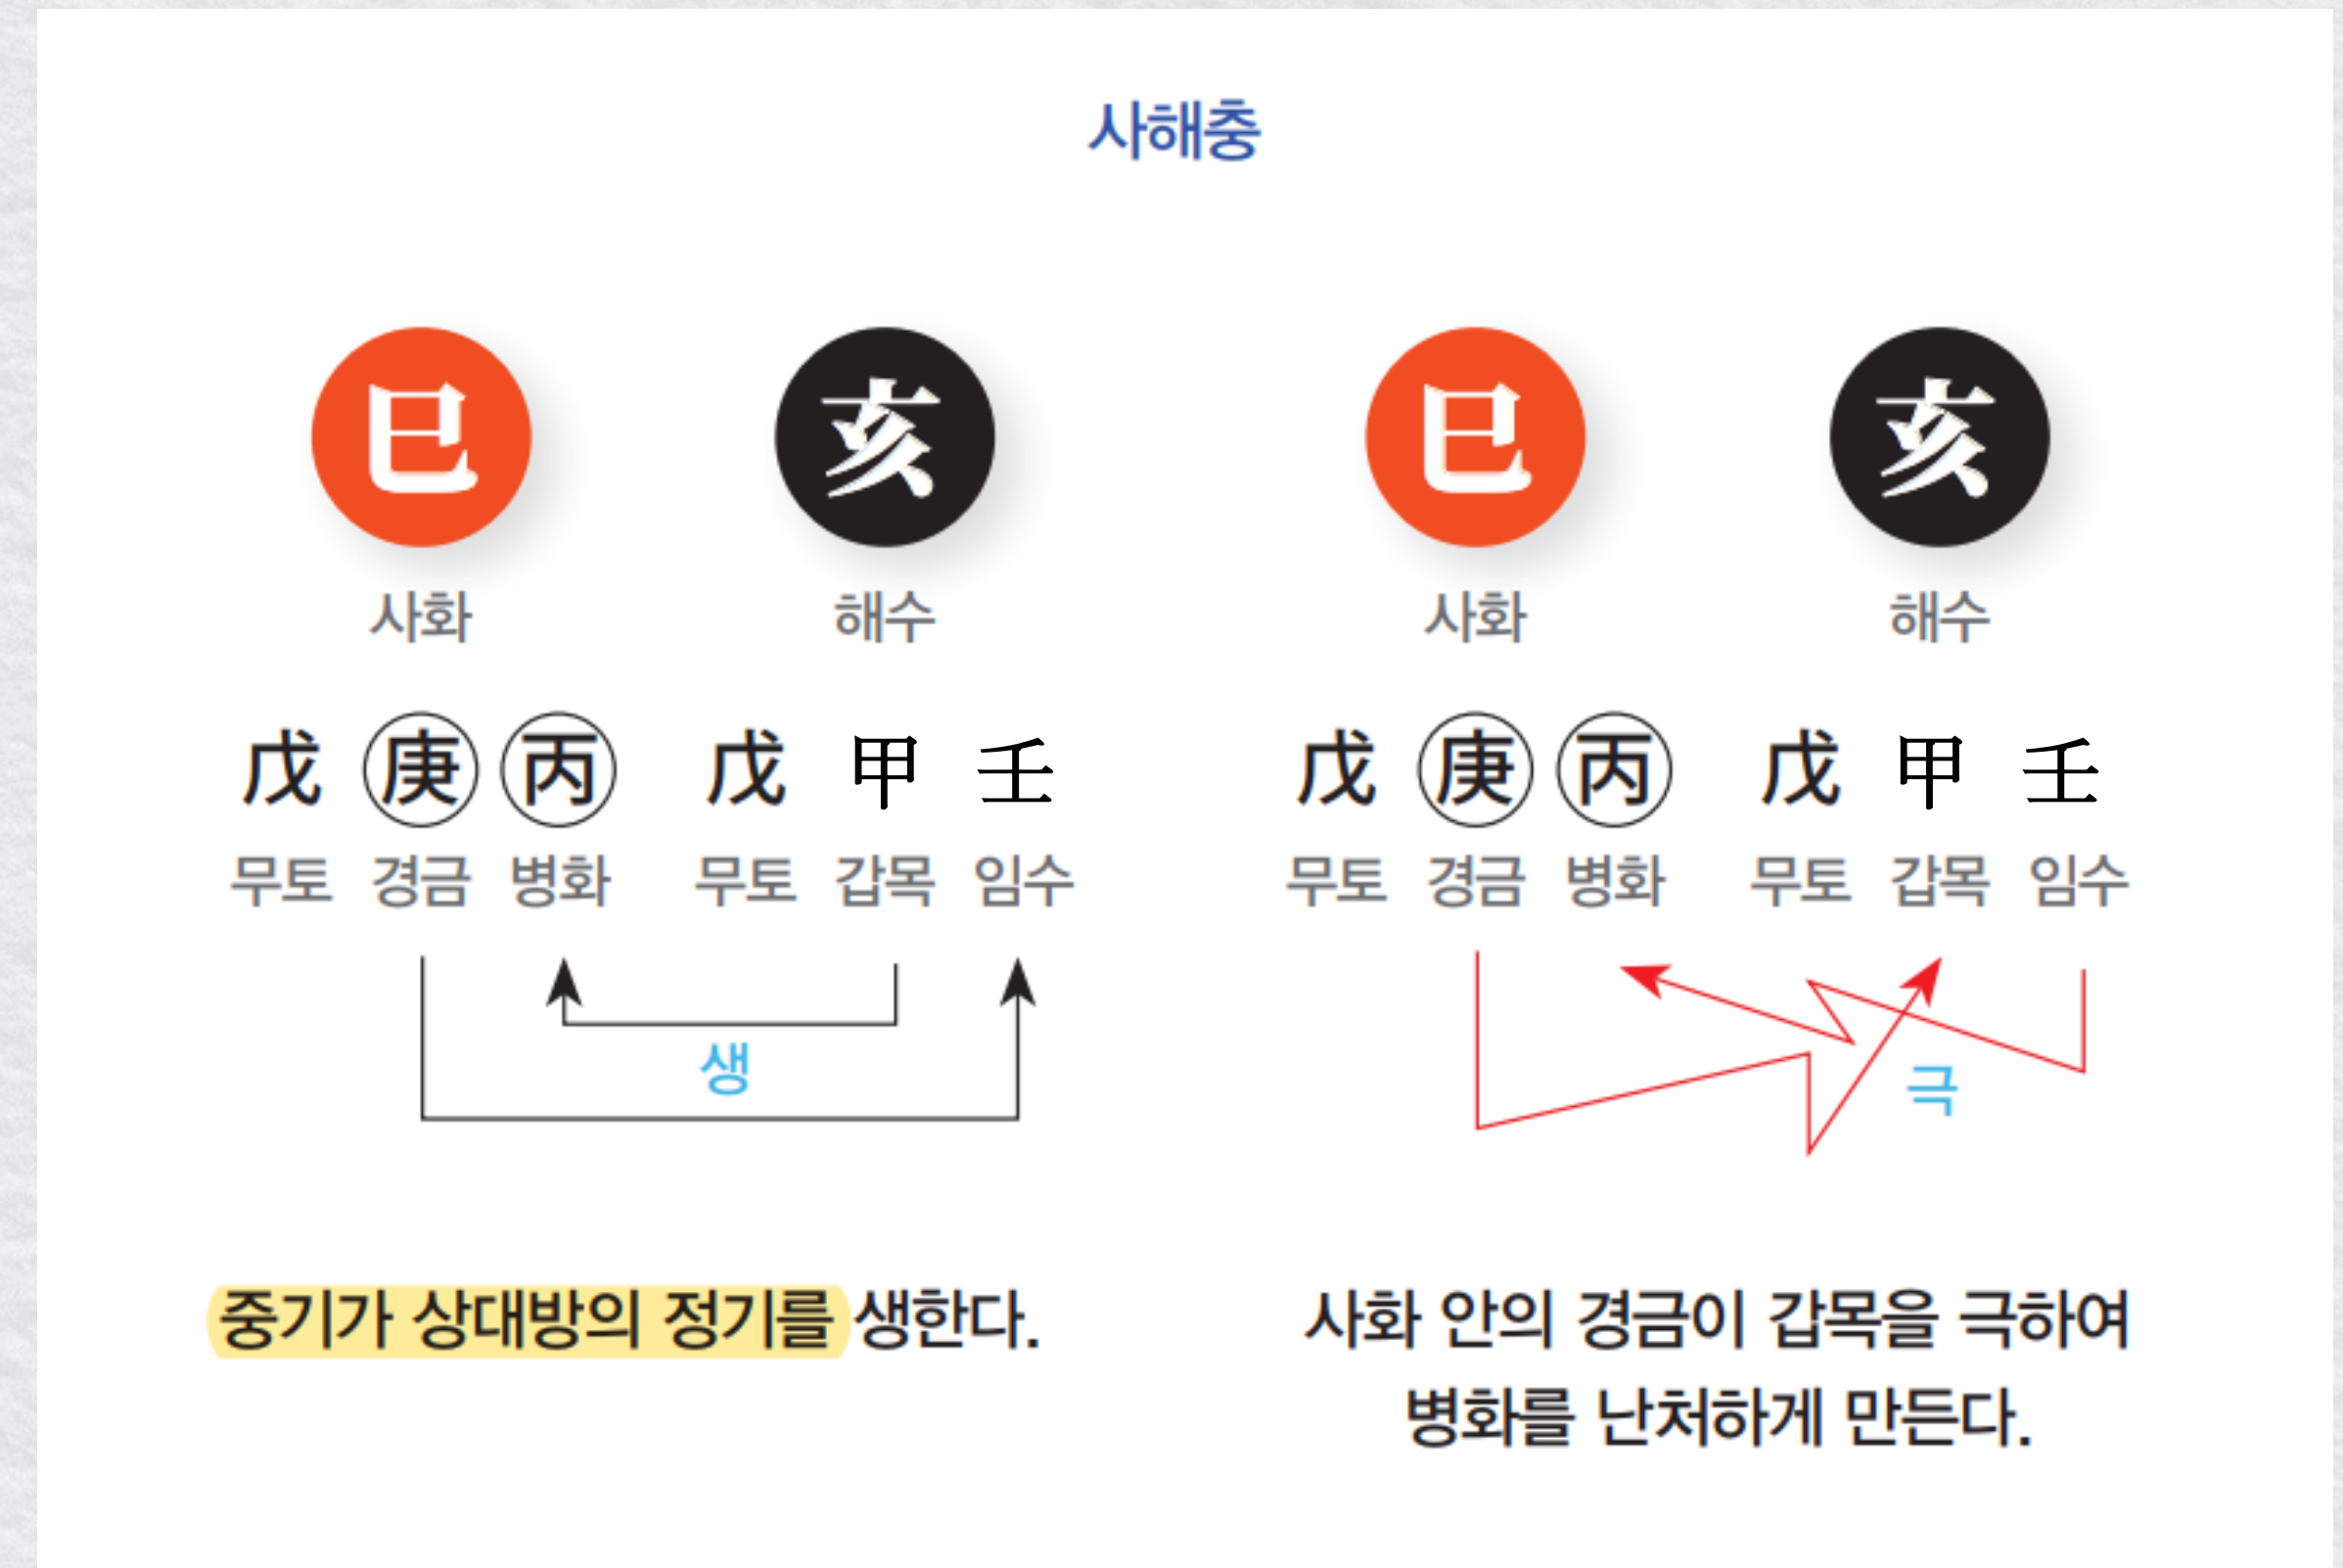 사해충
巳 亥 巳 亥
사화 해수 사화 해수
戊 庚 丙 戊 甲 壬 戊 庚 丙 戊 甲 壬
무토 경금 병화 무토 갑목 임수 무토 경금 병화 무토 갑목 임수
생 극
중기가 상대방의 정기를 생한다.
사화 안의 경금이 갑목을 극하여
병화를 난처하게 만든다.